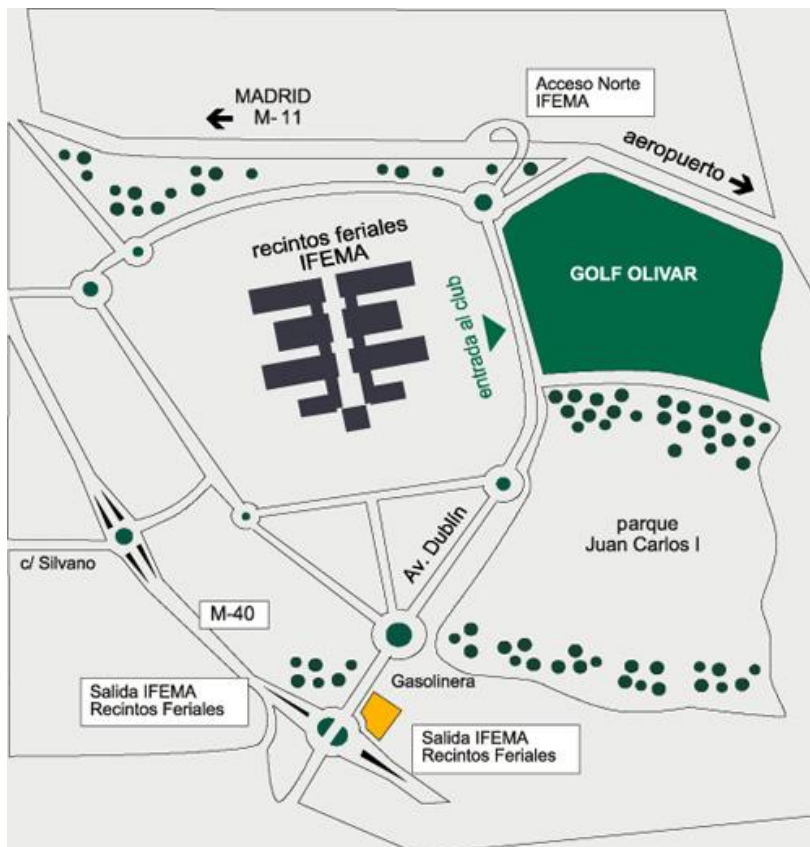 Acceso Norte
IFEMA
MADRID
M- 11
aeropuerto
recintos feriales
IFEMA
GOLF OLIVAR
entrada al club
parque
Juan Carlos I
Av. Dublín
c/ Silvano
M-40
Gasolinera
Salida IFEMA
Recintos Feriales
Salida IFEMA
Recintos Feriales